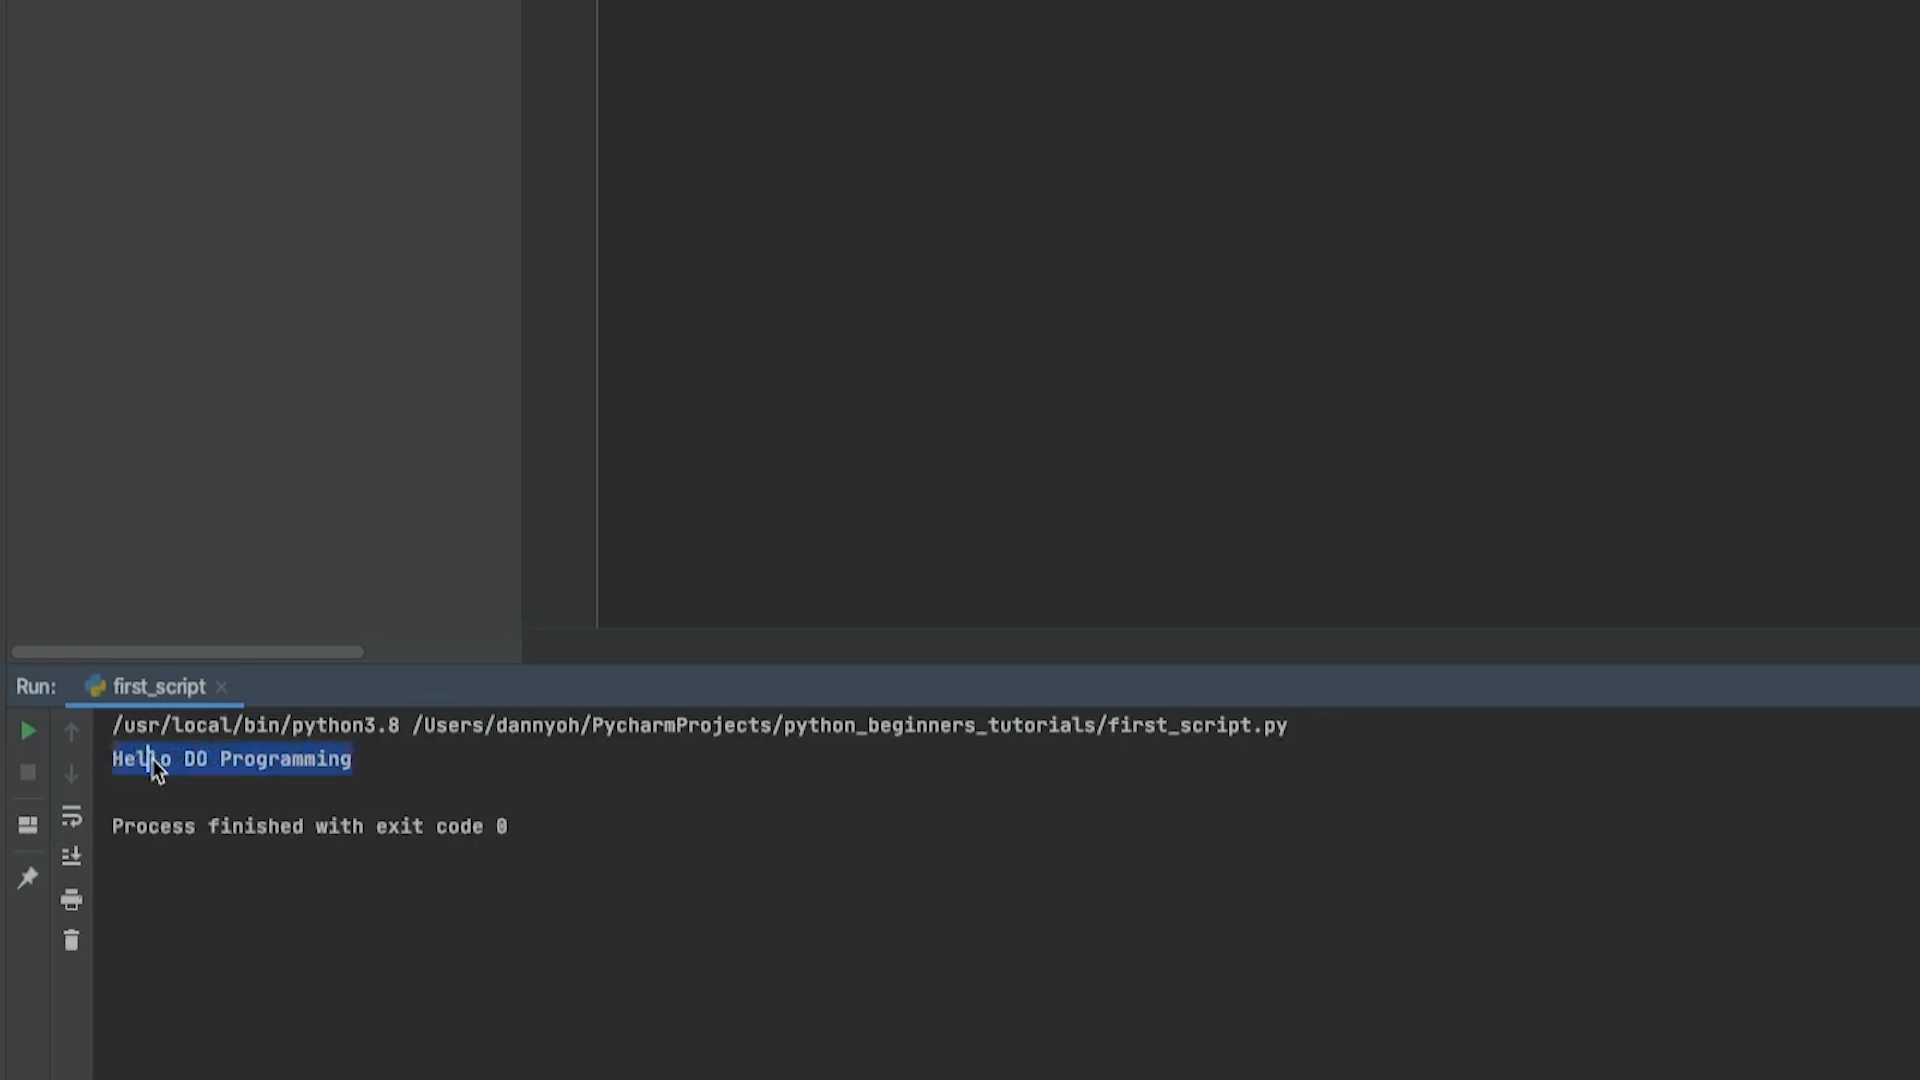 Run: first_script
/usr/local/bin/python3.8 /Users/dannyoh/PycharmProjects/python_beginners_tutorials/first_script.py
Hello DO Programming
Process finished with exit code 0